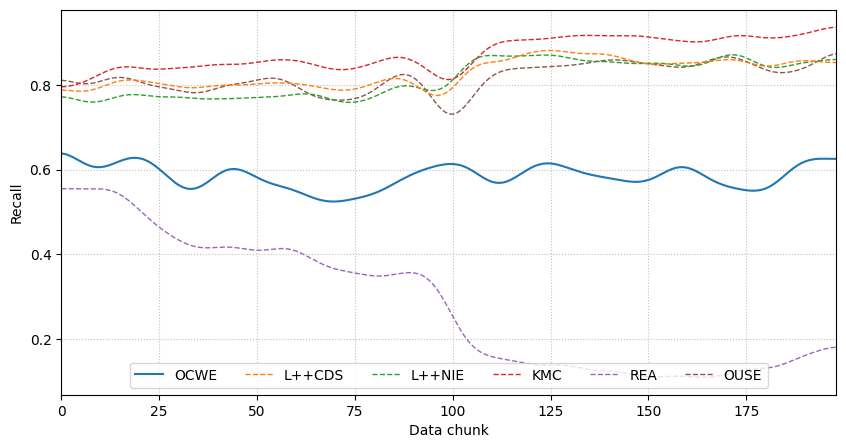 Recall
0.8
0.6
0.4
0.2
OCWE L++CDS L++NIE KMC REA OUSE
0 25 50 75 100 125 150 175
Data chunk